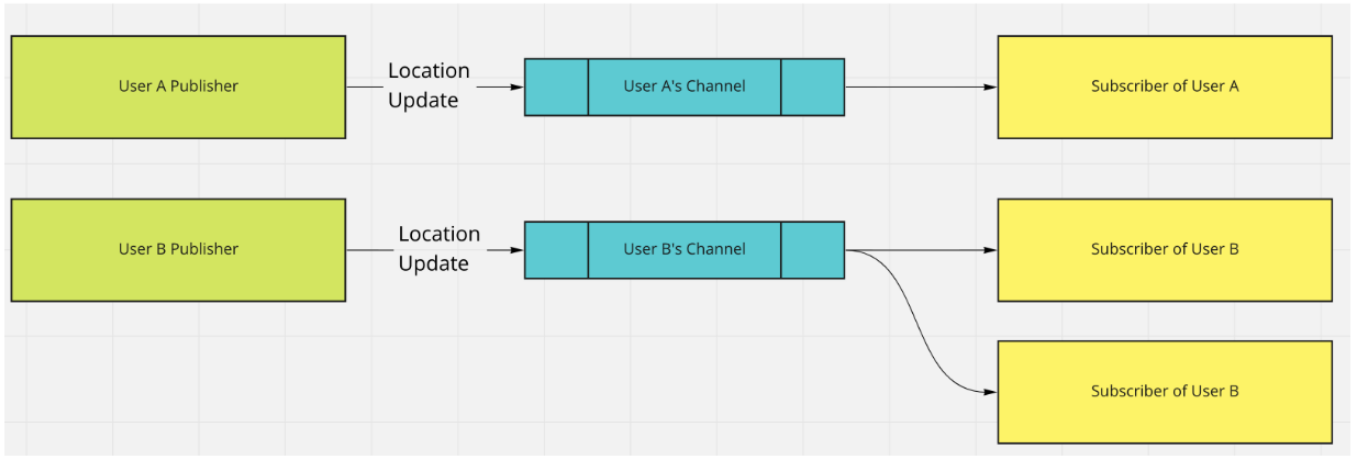 User A Publisher
Location
Update
User A's Channel
Subscriber of User A
User B Publisher
Location
Update
User B's Channel
Subscriber of User B
Subscriber of User B